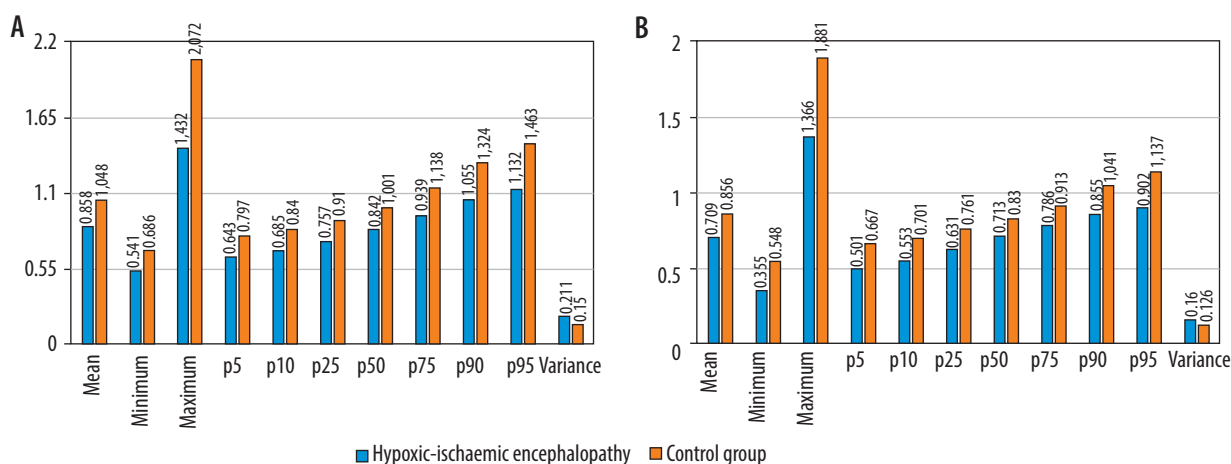 A
2.2
1.65
1.1
0.55
0
0.858
1,048
0.541
0.686
1,432
2,072
0.643
0.797
0.685
0.84
0.757
0.91
0.842
1,001
0.939
1,138
1,055
1,324
1,132
1,463
0.211
0.15
Mean
Minimum
Maximum
p5
p10
p25
p50
p75
p90
p95
Variance
B
2
1.5
1
0.5
0
0.709
0.856
0.355
0.548
1,366
1,881
0.501
0.667
0.553
0.701
0.631
0.761
0.713
0.83
0.786
0.913
0.855
1,041
0.902
1,137
0.16
0.126
Mean
Minimum
Maximum
p5
p10
p25
p50
p75
p90
p95
Variance
Hypoxic-ischaemic encephalopathy
Control group